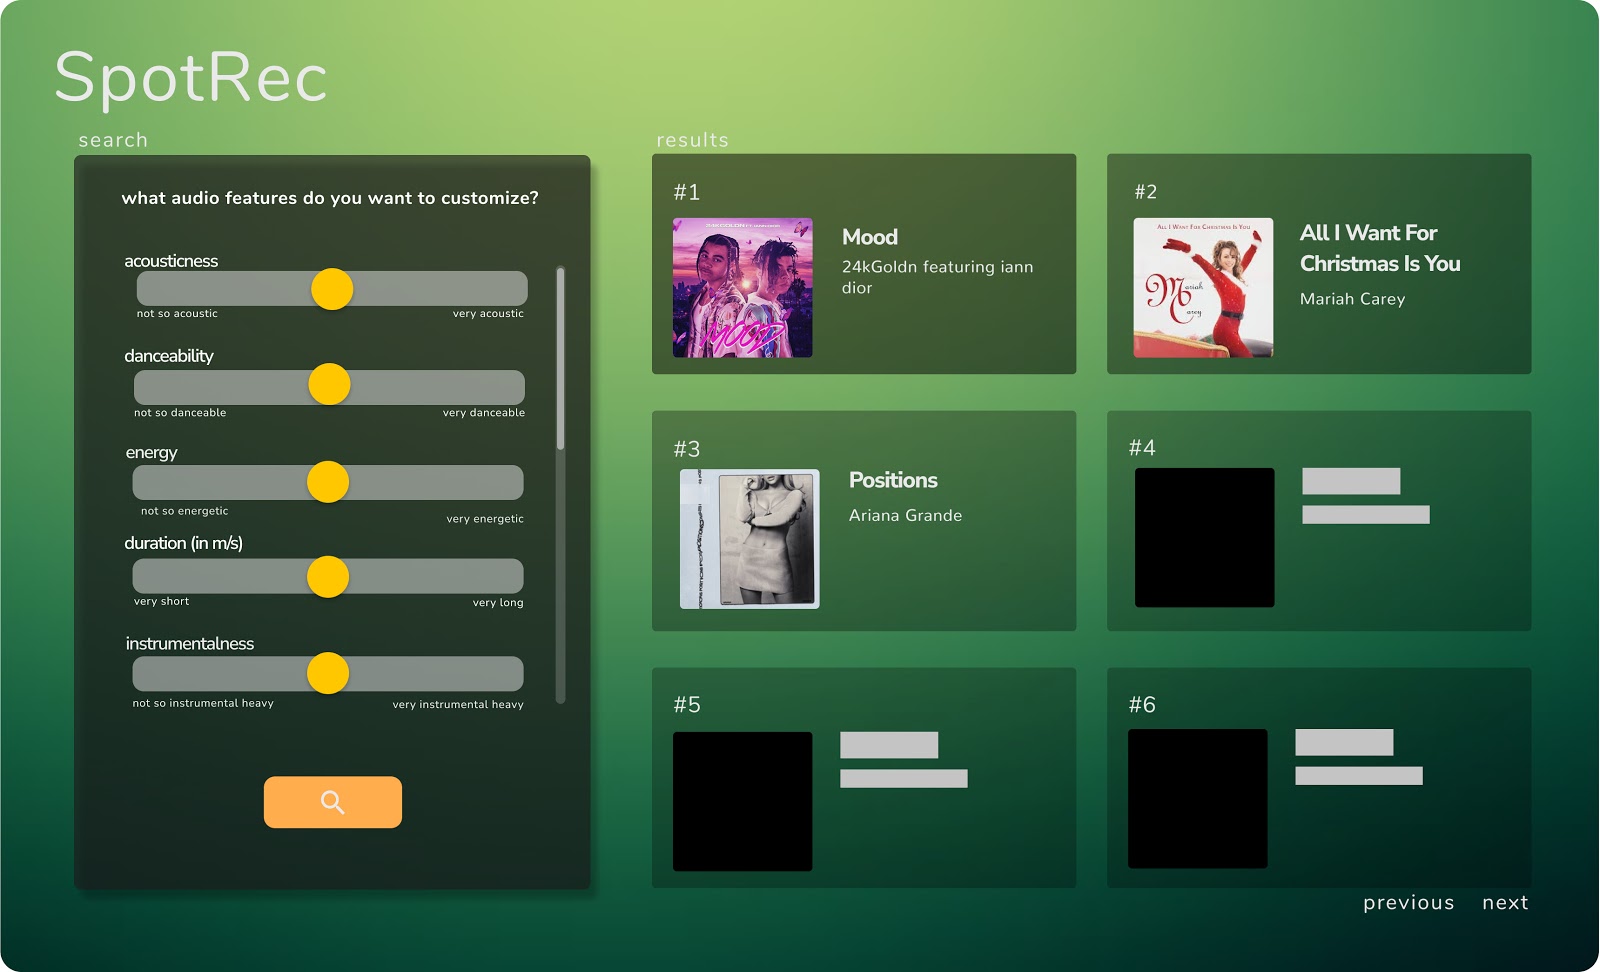 SpotRec
search
what audio features do you want to customize?
acousticness
not so acoustic
very acoustic
danceability
not so danceable
very danceable
energy
not so energetic
very energetic
duration (in m/s)
very short
very long
instrumentalness
not so instrumental heavy
very instrumental heavy
results
#1
MOOD
Mood
24kGoldn featuring iann
dior
#2
ALL I WANT FOR CHRISTMAS IS YOU
Mariah
Carey
All I Want For
Christmas Is You
Mariah Carey
#3
Positions
Ariana Grande
#4
#5
#6
previous
next